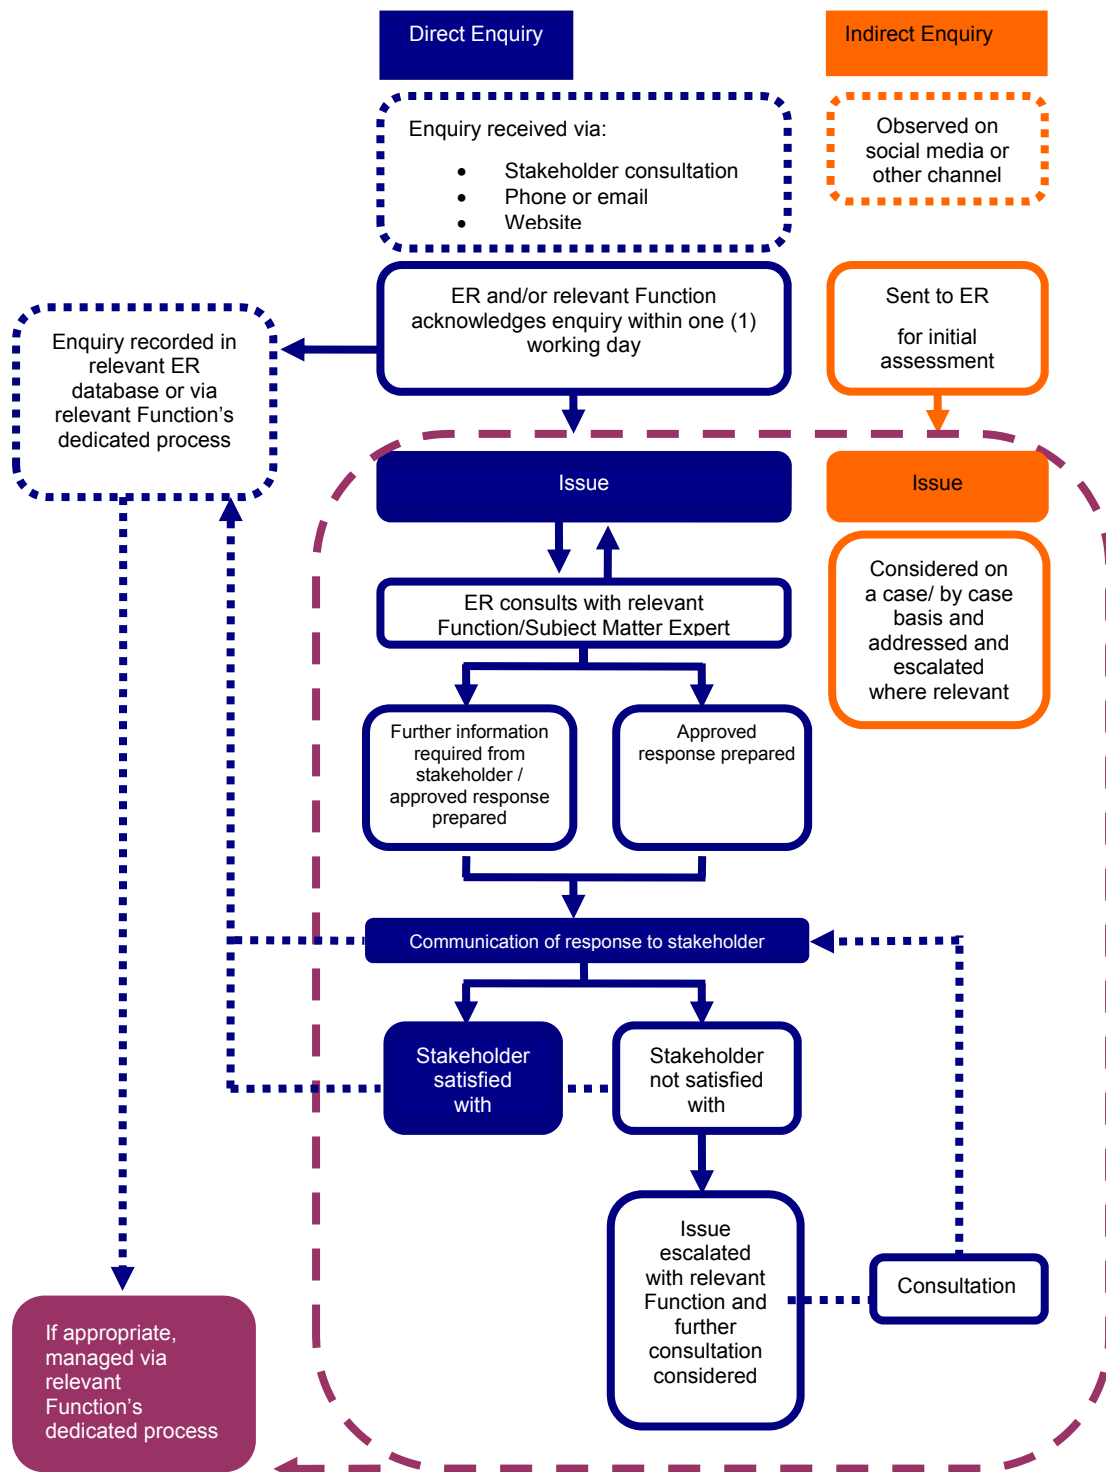 Direct Enquiry
Indirect Enquiry
Enquiry received via:
• Stakeholder consultation
• Phone or email
• Website
Observed on
social media or
other channel
ER and/or relevant Function
acknowledges enquiry within one (1)
working day
Sent to ER
for initial
assessment
Enquiry recorded in
relevant ER
database or via
relevant Function’s
dedicated process
Issue
Issue
ER consults with relevant
Function/Subject Matter Expert
Considered on
a case/ by case
basis and
addressed and
escalated
where relevant
Further information
required from
stakeholder /
approved response
prepared
Approved
response prepared
Communication of response to stakeholder
Stakeholder
satisfied
with
Stakeholder
not satisfied
with
Issue
escalated
with relevant
Function and
further
consultation
considered
Consultation
If appropriate,
managed via
relevant
Function’s
dedicated process